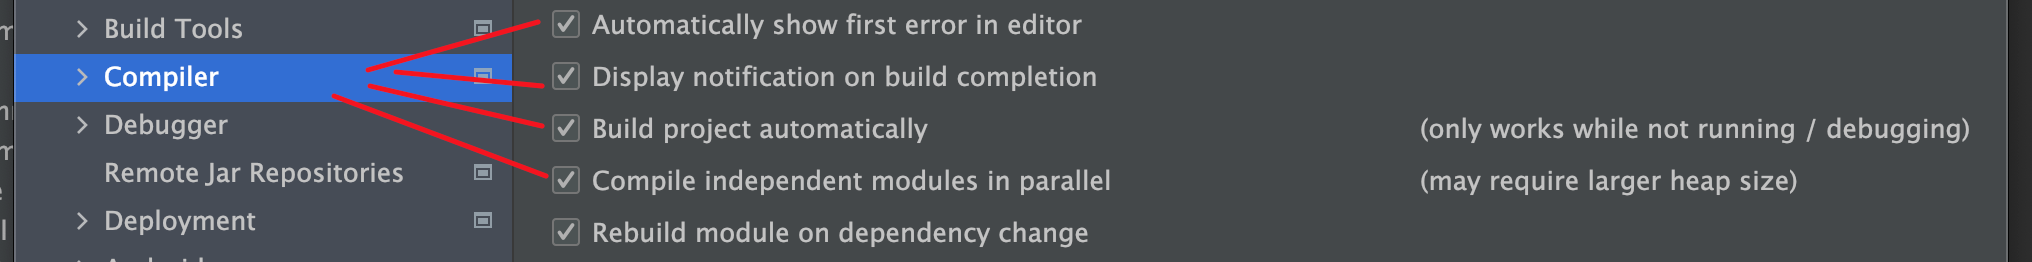 Build Tools
Compiler
Debugger
Remote Jar Repositories
Deployment
Automatically show first error in editor
Display notification on build completion
Build project automatically (only works while not running / debugging)
Compile independent modules in parallel (may require larger heap size)
Rebuild module on dependency change